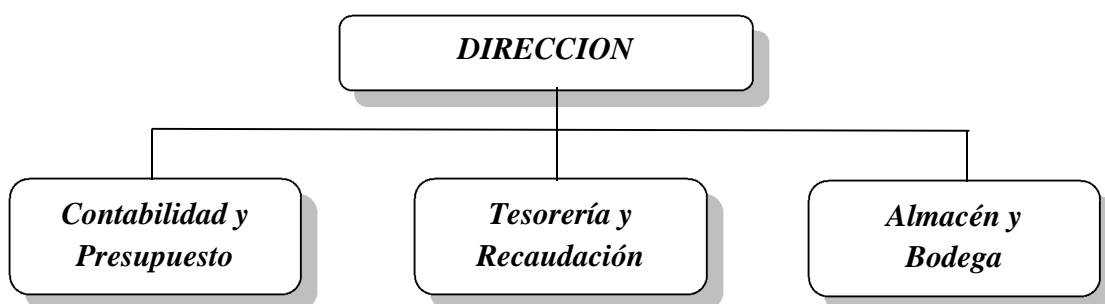 DIRECCION
Contabilidad y
Presupuesto
Tesorería y
Recaudación
Almacén y
Bodega